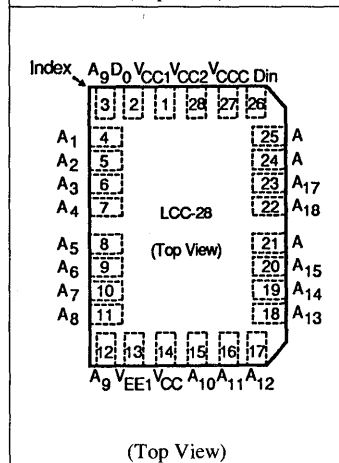 Index
A9 D0 VCC1 VCC2 VCCC Din
3 2 1 28 27 26
A1 4 25 A
A2 5 24 A
A3 6 23 A17
A4 7 LCC-28 22 A18
A5 8 (Top View) 21 A
A6 9 20 A15
A7 10 19 A14
A8 11 18 A13
12 13 14 15 16 17
A9 VEE1 VCC A10 A11 A12
(Top View)